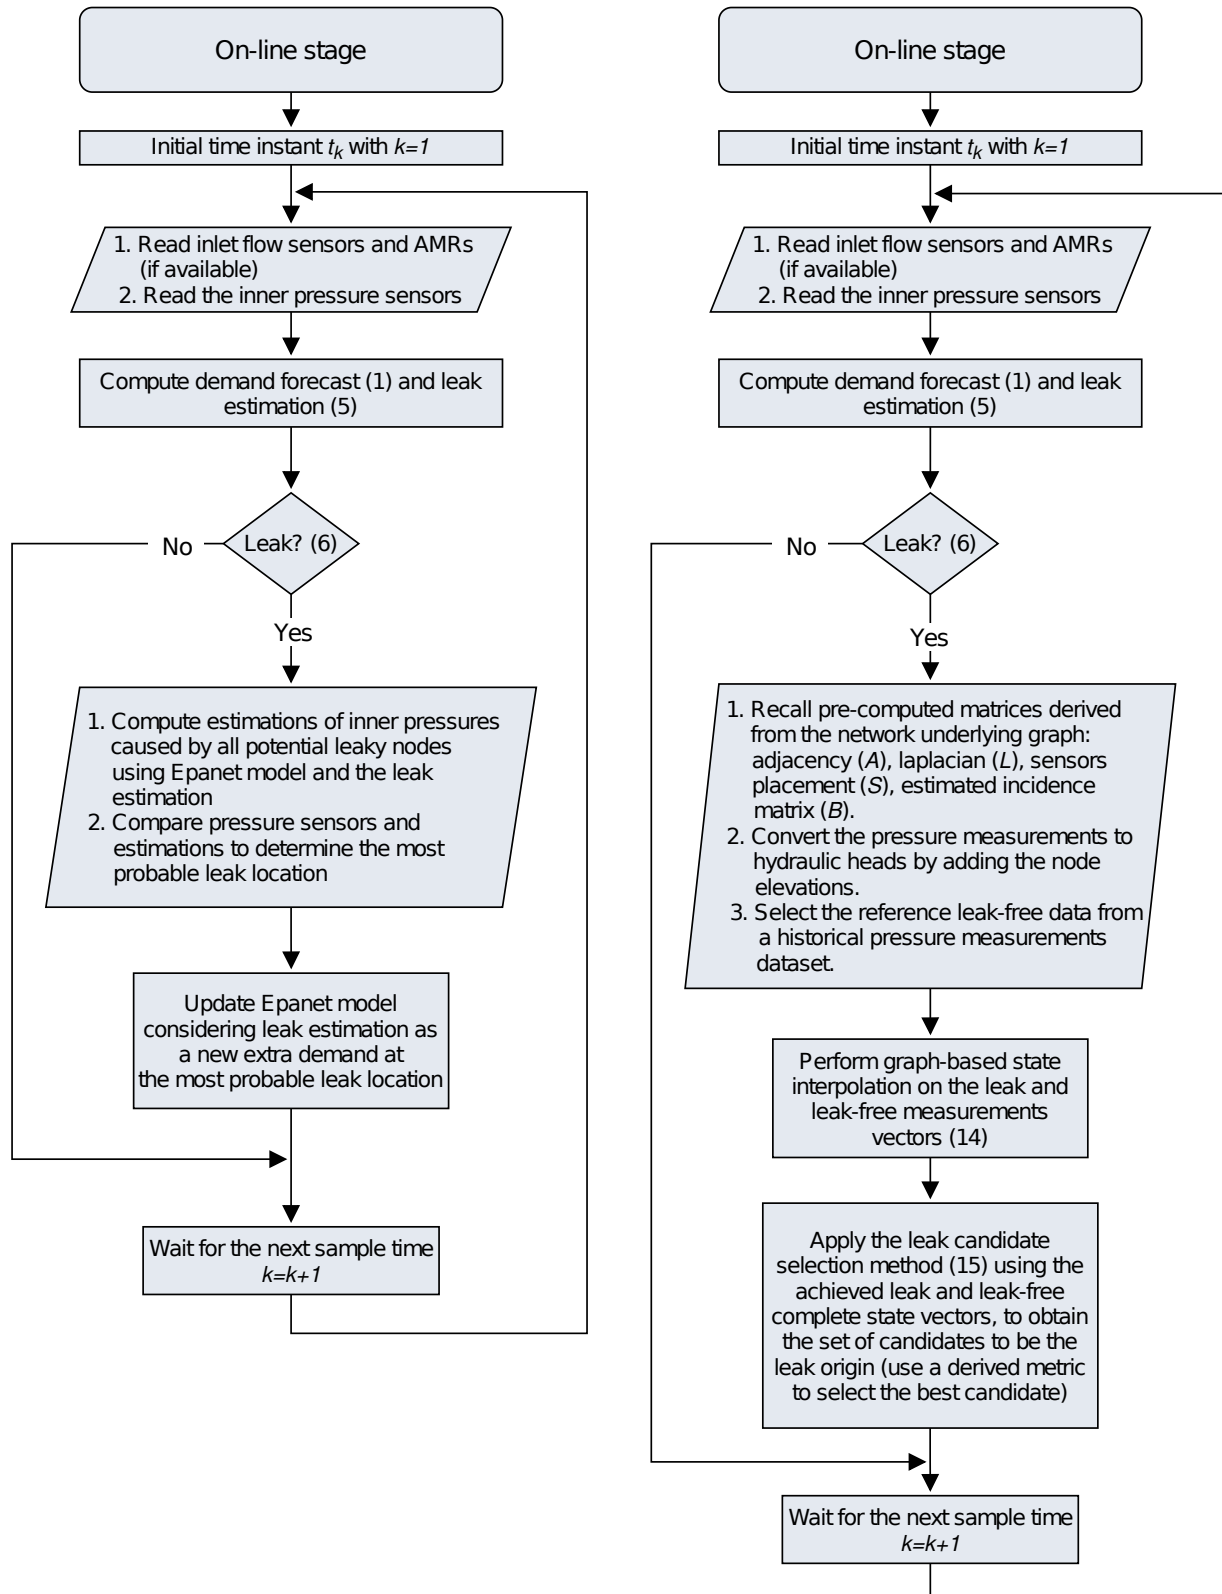 On-line stage
Initial time instant tk with k=1
1. Read inlet flow sensors and AMRs
(if available)
2. Read the inner pressure sensors
Compute demand forecast (1) and leak
estimation (5)
Leak? (6)
No
Yes
1. Compute estimations of inner pressures
caused by all potential leaky nodes
using Epanet model and the leak
estimation
2. Compare pressure sensors and
estimations to determine the most
probable leak location
Update Epanet model
considering leak estimation as
a new extra demand at
the most probable leak location
Wait for the next sample time
k=k+1
On-line stage
Initial time instant tk with k=1
1. Read inlet flow sensors and AMRs
(if available)
2. Read the inner pressure sensors
Compute demand forecast (1) and leak
estimation (5)
Leak? (6)
No
Yes
1. Recall pre-computed matrices derived
from the network underlying graph:
adjacency (A), laplacian (L), sensors
placement (S), estimated incidence
matrix (B).
2. Convert the pressure measurements to
hydraulic heads by adding the node
elevations.
3. Select the reference leak-free data from
a historical pressure measurements
dataset.
Perform graph-based state
interpolation on the leak and
leak-free measurements
vectors (14)
Apply the leak candidate
selection method (15) using the
achieved leak and leak-free
complete state vectors, to obtain
the set of candidates to be the
leak origin (use a derived metric
to select the best candidate)
Wait for the next sample time
k=k+1